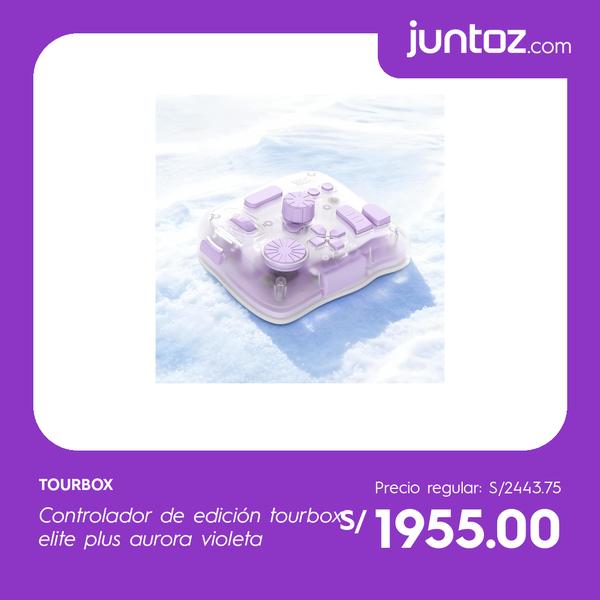 juntoz.com
TOURBOX
Precio regular: S/2443.75
Controlador de edición tourbox
elite plus aurora violeta
S/ 1955.00